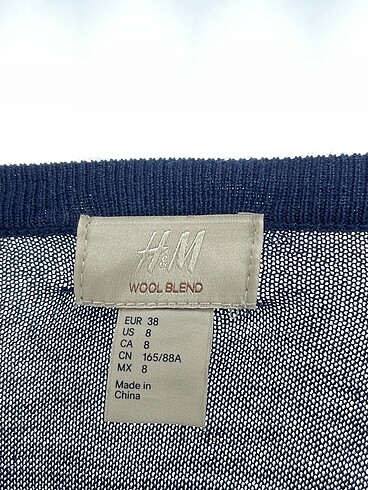 H&M
WOOL BLEND
EUR 38
US 8
CA 8
CN 165/88A
MX 8
Made in
China